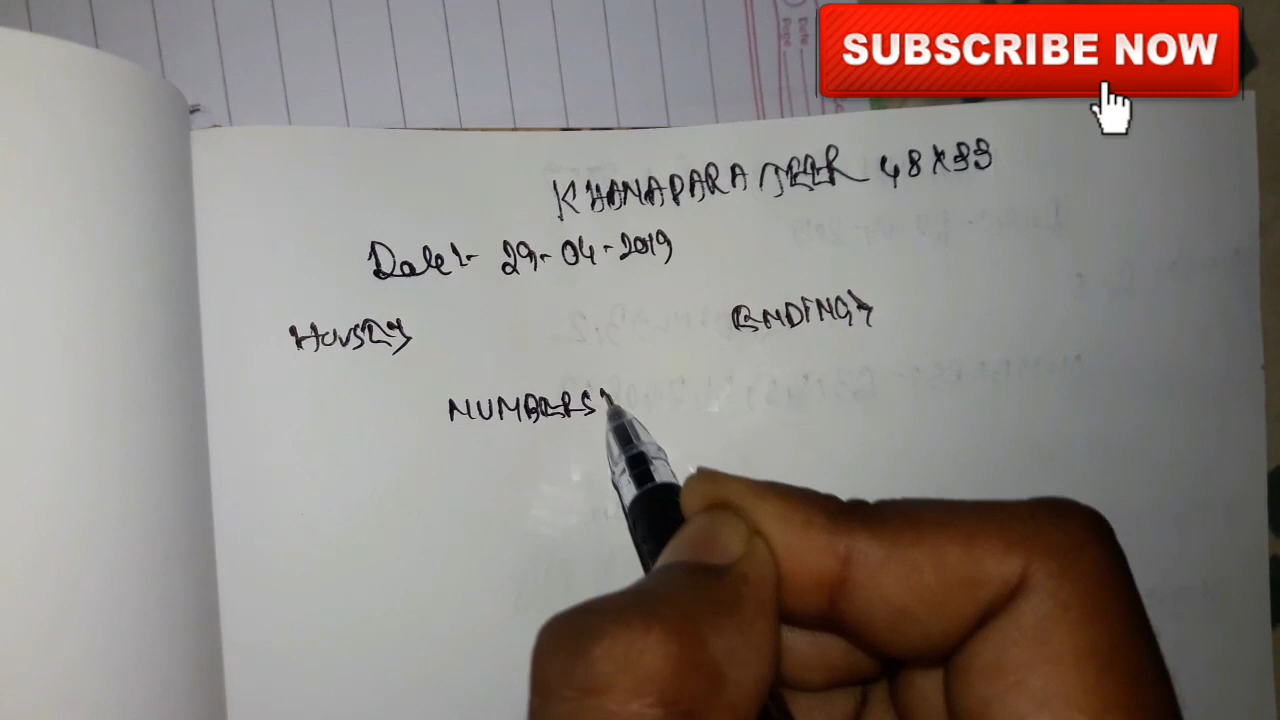 SUBSCRIBE NOW
KHANAPARA TEER 48X33
Date:- 29-04-2019
HOUSE→ ENDING→
NUMBERS